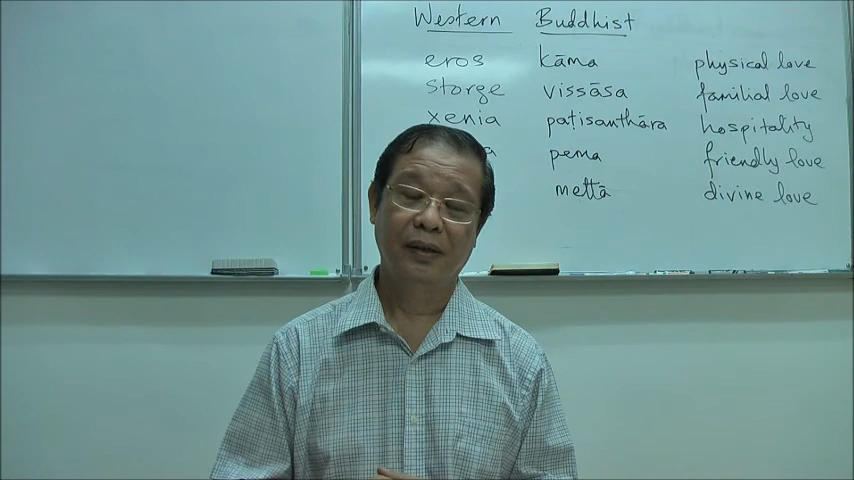 Western Buddhist
eros kāma physical love
storge vissāsa familial love
xenia paṭisanthāra hospitality
pema friendly love
mettā divine love